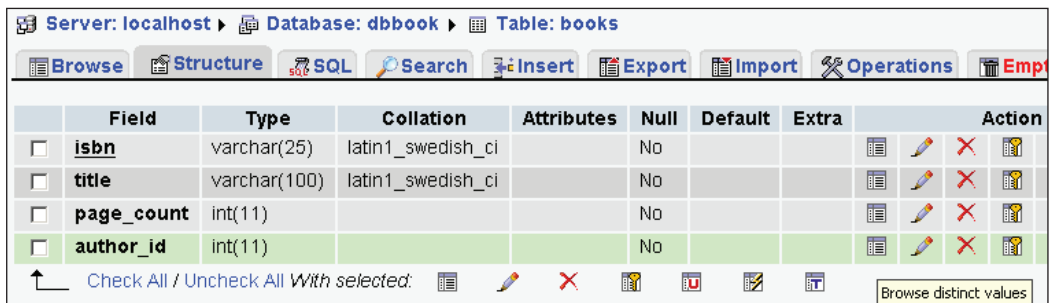 Server: localhost Database: dbbook Table: books
Browse Structure SQL Search Insert Export Import Operations Empt
Field Type Collation Attributes Null Default Extra Action
isbn varchar(25) latin1_swedish_ci No
title varchar(100) latin1_swedish_ci No
page_count int(11) No
author_id int(11) No
Check All / Uncheck All With selected:
Browse distinct values